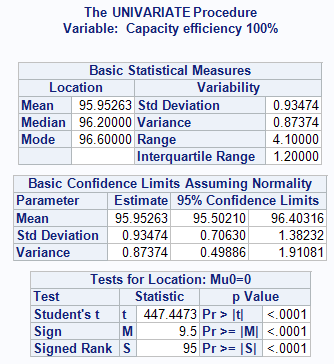 The UNIVARIATE Procedure
Variable: Capacity efficiency 100%
Basic Statistical Measures
Location Variability
Mean 95.95263 Std Deviation 0.93474
Median 96.20000 Variance 0.87374
Mode 96.60000 Range 4.10000
Interquartile Range 1.20000
Basic Confidence Limits Assuming Normality
Parameter Estimate 95% Confidence Limits
Mean 95.95263 95.50210 96.40316
Std Deviation 0.93474 0.70630 1.38232
Variance 0.87374 0.49886 1.91081
Tests for Location: Mu0=0
Test Statistic p Value
Student's t t 447.4473 Pr > |t| <.0001
Sign M 9.5 Pr >= |M| <.0001
Signed Rank S 95 Pr >= |S| <.0001